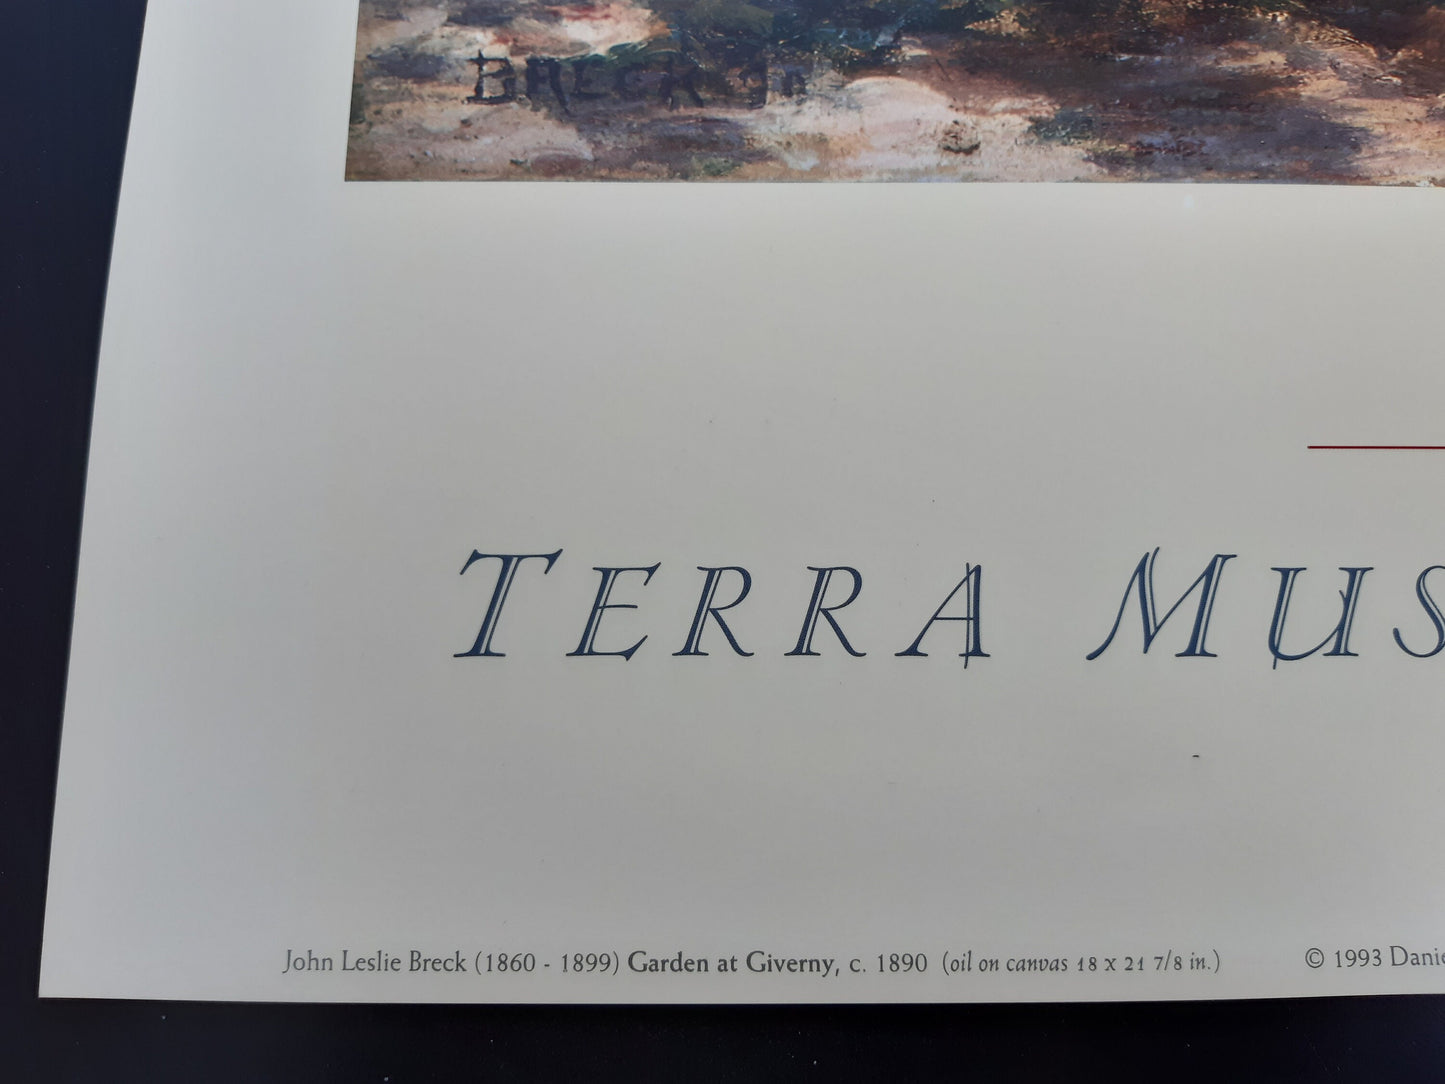 BRECK
TERRA MUS
John Leslie Breck (1860 - 1899) Garden at Giverny, c. 1890 (oil on canvas 18 x 21 7/8 in.) © 1993 Danie